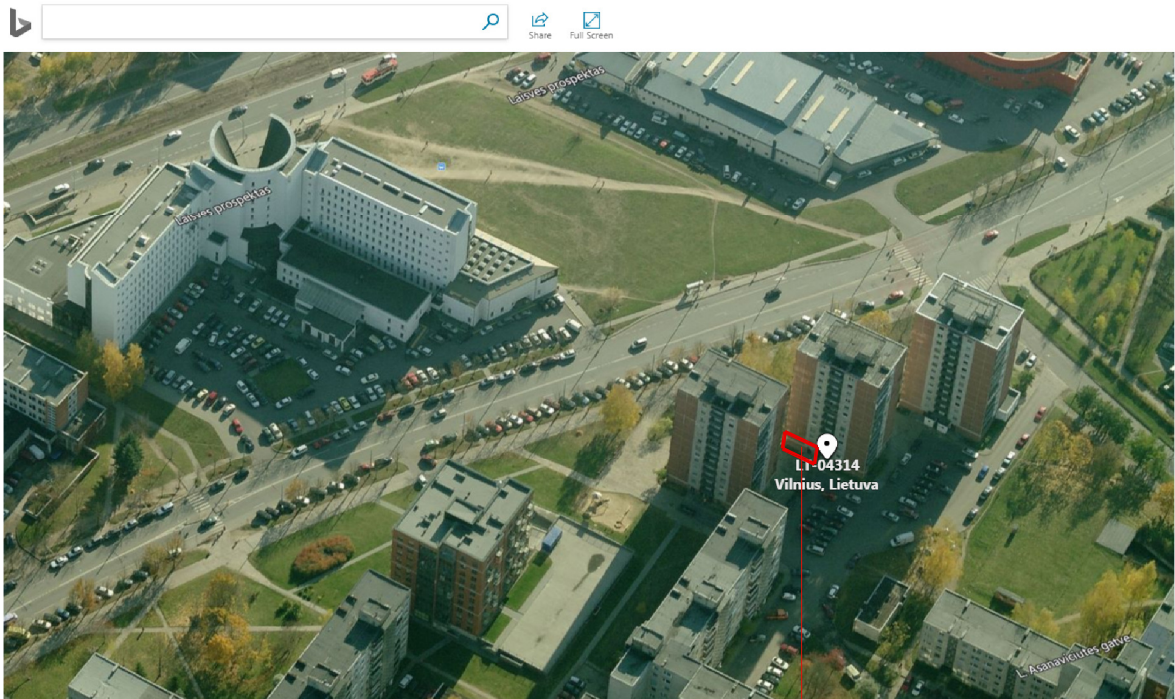 Share
Full Screen
Laisvės prospektas
Laisvės prospektas
LT-04314
Vilnius, Lietuva
L. Asanavičiūtės gatvė